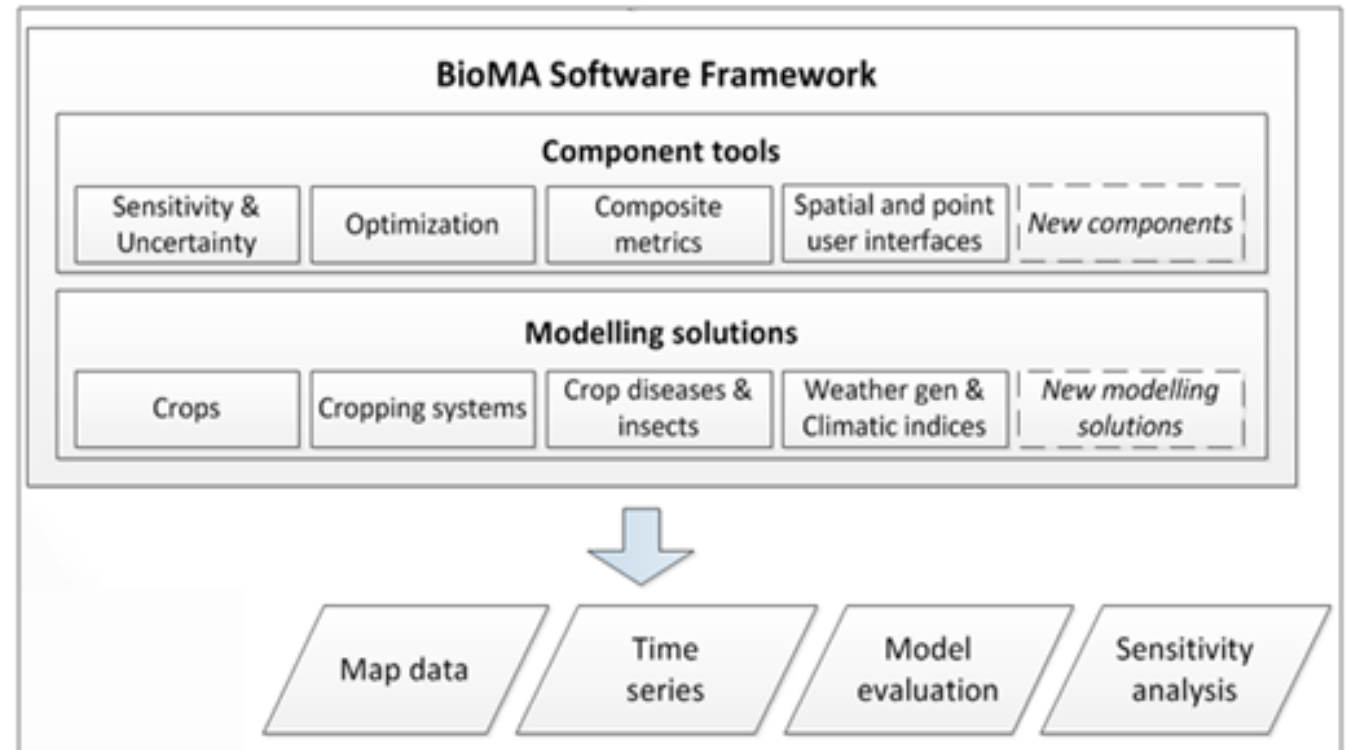 BioMA Software Framework
Component tools
Sensitivity &
Uncertainty
Optimization
Composite
metrics
Spatial and point
user interfaces
New components
Modelling solutions
Crops
Cropping systems
Crop diseases &
insects
Weather gen &
Climatic indices
New modelling
solutions
Map data
Time
series
Model
evaluation
Sensitivity
analysis